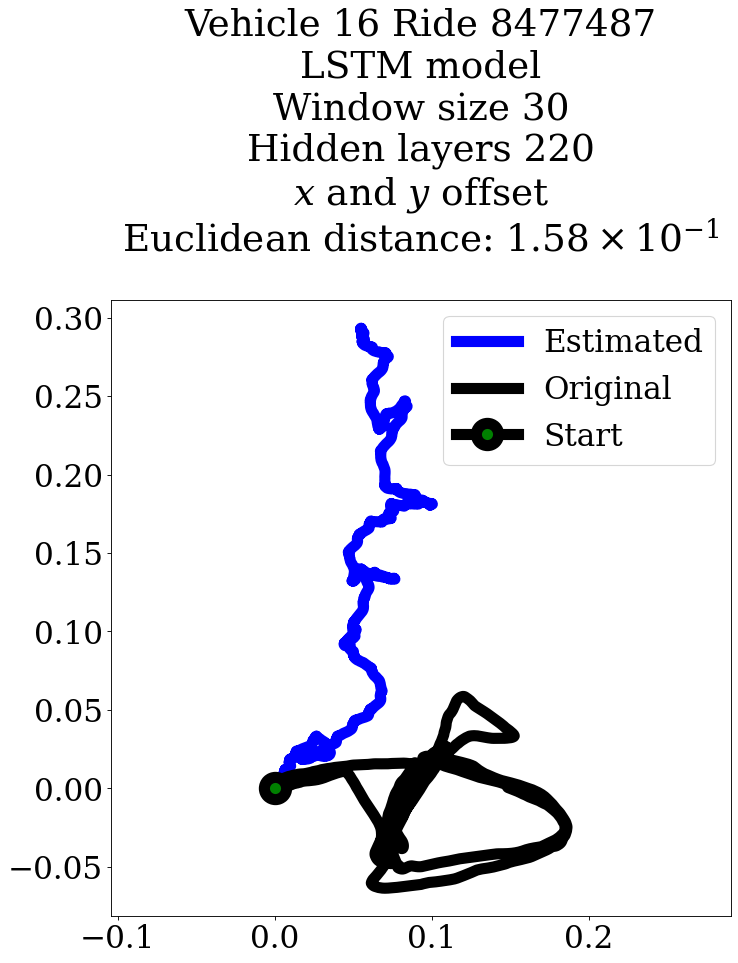 Vehicle 16 Ride 8477487
LSTM model
Window size 30
Hidden layers 220
x and y offset
Euclidean distance: 1.58 × 10⁻¹
Estimated
Original
Start
0.30
0.25
0.20
0.15
0.10
0.05
0.00
−0.05
−0.1
0.0
0.1
0.2